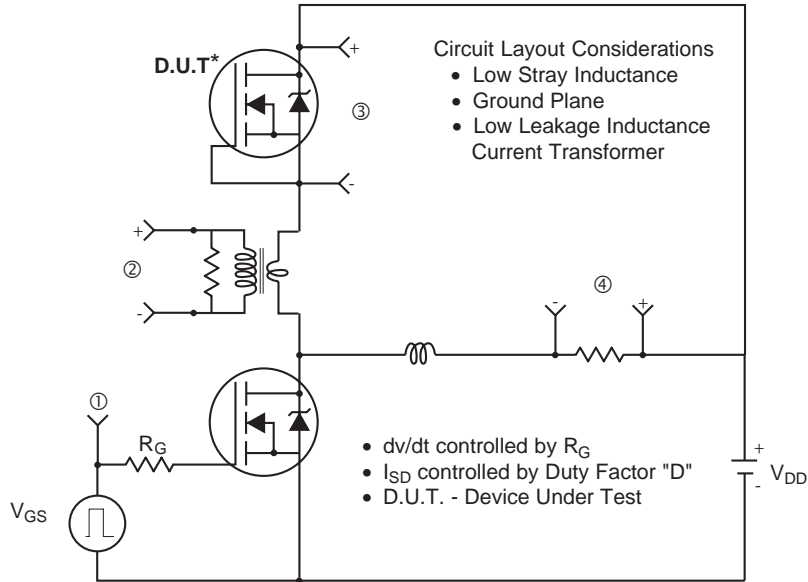 D.U.T*
+
③
-
Circuit Layout Considerations
• Low Stray Inductance
• Ground Plane
• Low Leakage Inductance
Current Transformer
+
②
-
④
-
+
①
RG
VGS
• dv/dt controlled by RG
• ISD controlled by Duty Factor "D"
• D.U.T. - Device Under Test
+
-
VDD